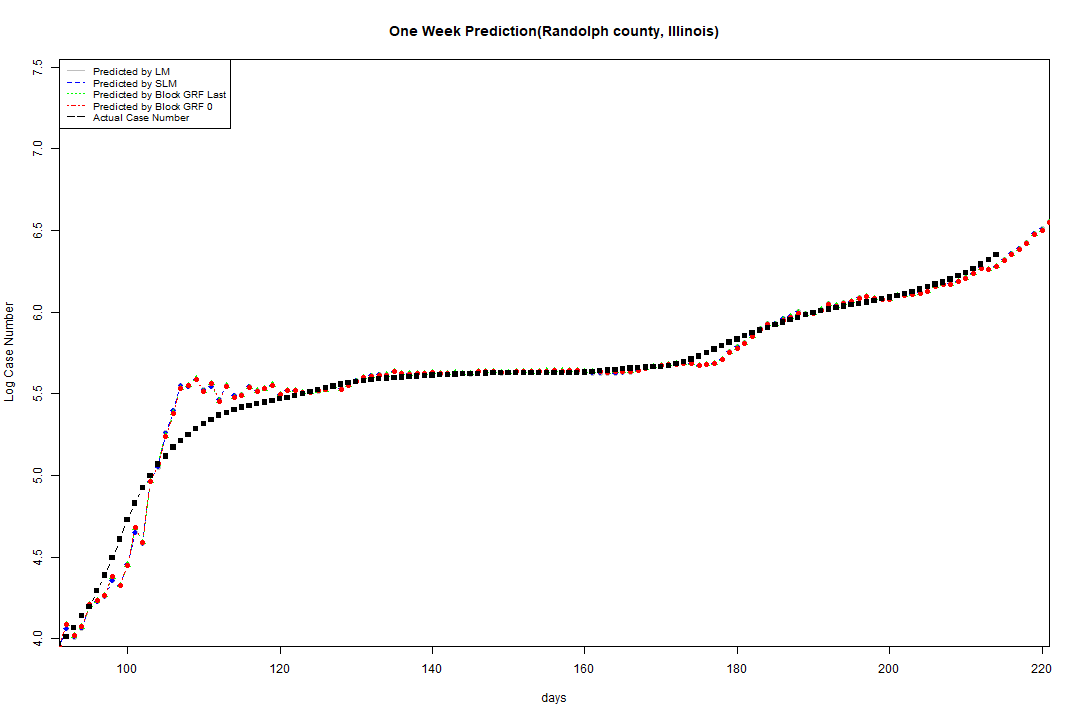 One Week Prediction(Randolph county, Illinois)
Predicted by LM
Predicted by SLM
Predicted by Block GRF Last
Predicted by Block GRF 0
Actual Case Number
7.5
7.0
6.5
6.0
5.5
5.0
4.5
4.0
Log Case Number
100 120 140 160 180 200 220
days